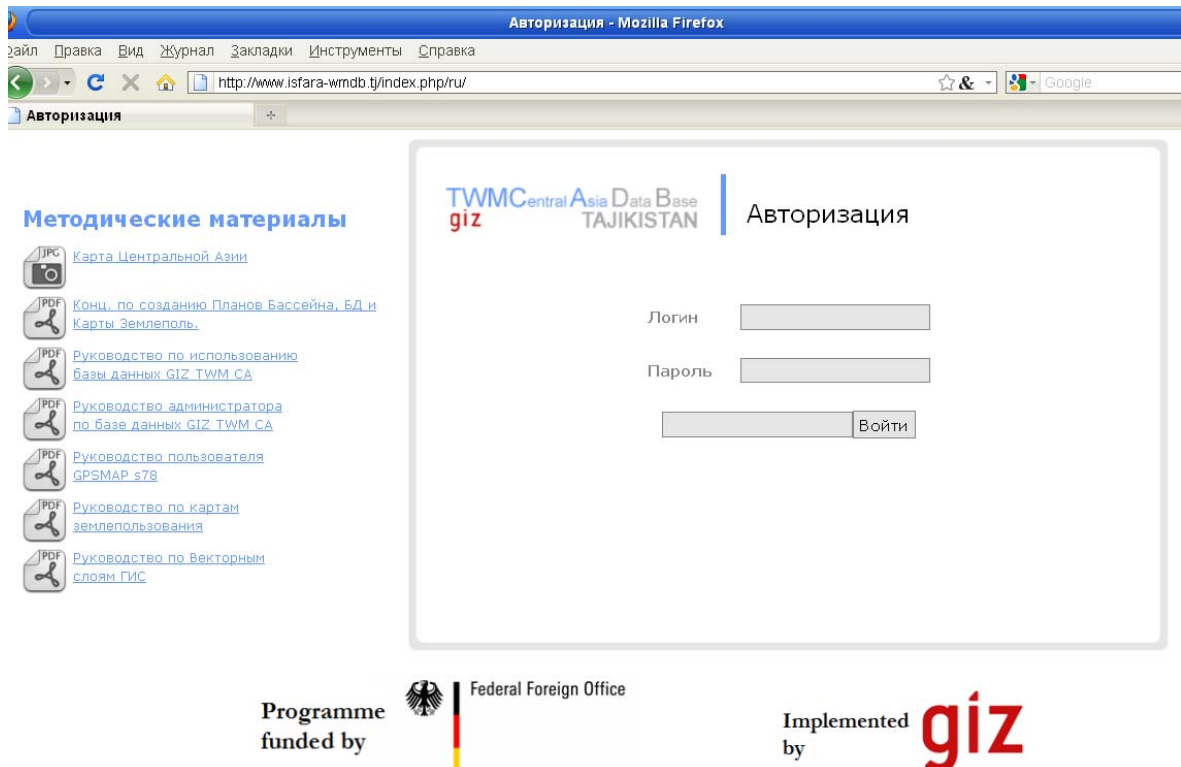 Авторизация - Mozilla Firefox
Файл Правка Вид Журнал Закладки Инструменты Справка
http://www.isfara-wmdb.tj/index.php/ru/
Google
Авторизация
Методические материалы
JPG
Карта Центральной Азии
PDF
Конц. по созданию Планов Бассейна, БД и
Карты Землеполь.
PDF
Руководство по использованию
базы данных GIZ TWM CA
PDF
Руководство администратора
по базе данных GIZ TWM CA
PDF
Руководство пользователя
GPSMAP s78
PDF
Руководство по картам
землепользования
PDF
Руководство по Векторным
слоям ГИС
TWMCentral Asia Data Base
giz TAJIKISTAN
Авторизация
Логин
Пароль
Войти
Programme
funded by
Federal Foreign Office
Implemented
by
giz